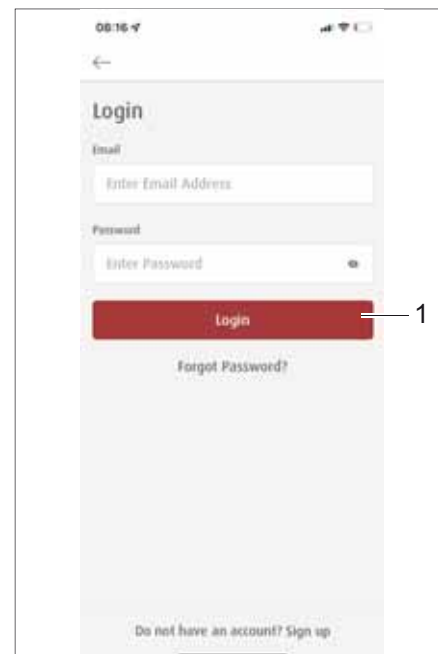 08:16
Login
Email
Enter Email Address
Password
Enter Password
Login
1
Forgot Password?
Do not have an account? Sign up